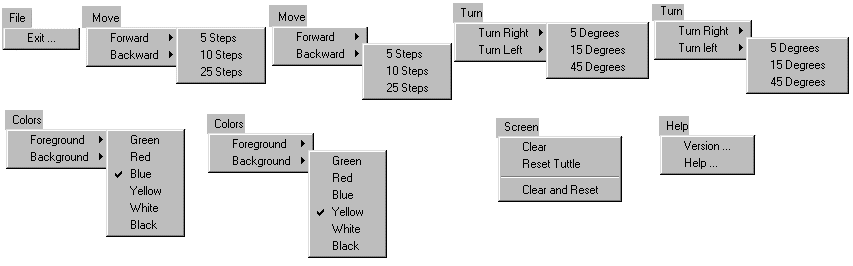 File
Exit ...
Move
Forward
Backward
5 Steps
10 Steps
25 Steps
Move
Forward
Backward
5 Steps
10 Steps
25 Steps
Turn
Turn Right
Turn Left
5 Degrees
15 Degrees
45 Degrees
Turn
Turn Right
Turn left
5 Degrees
15 Degrees
45 Degrees
Colors
Foreground
Background
Green
Red
Blue
Yellow
White
Black
Colors
Foreground
Background
Green
Red
Blue
Yellow
White
Black
Screen
Clear
Reset Tuttle
Clear and Reset
Help
Version ...
Help ...